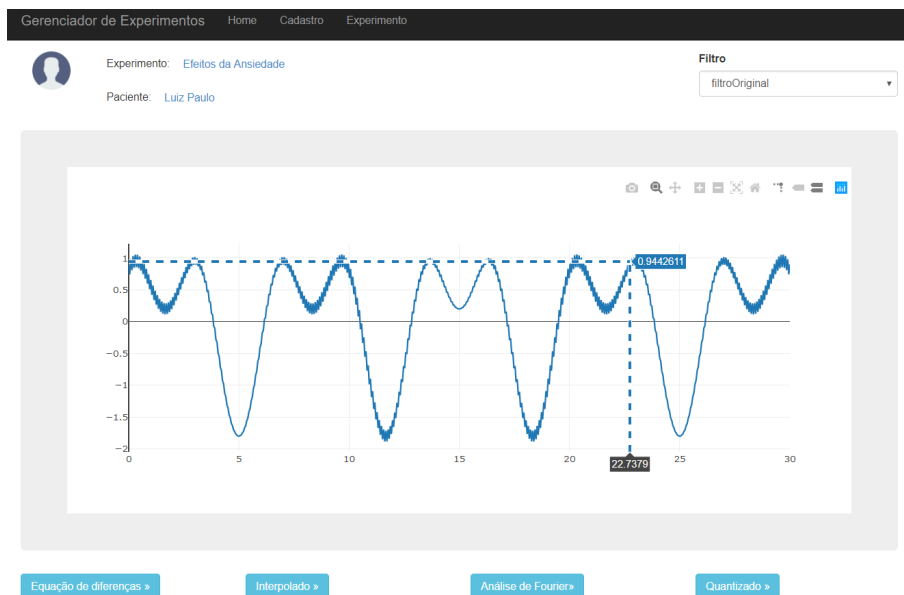 Gerenciador de Experimentos Home Cadastro Experimento
Experimento: Efeitos da Ansiedade
Filtro
filtroOriginal
Paciente: Luiz Paulo
1
0.9442611
0.5
0
−0.5
−1
−1.5
−2
0 5 10 15 20 22.7379 25 30
Equação de diferenças » Interpolado » Análise de Fourier» Quantizado »